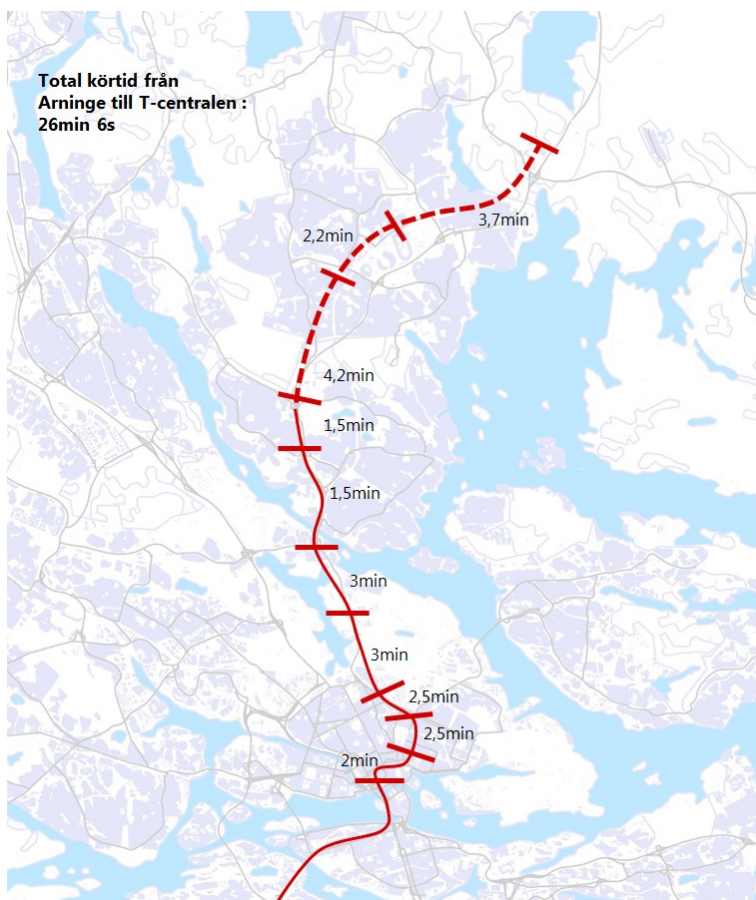 Total körtid från
Arninge till T-centralen :
26min 6s
3,7min
2,2min
4,2min
1,5min
1,5min
3min
3min
2,5min
2,5min
2min